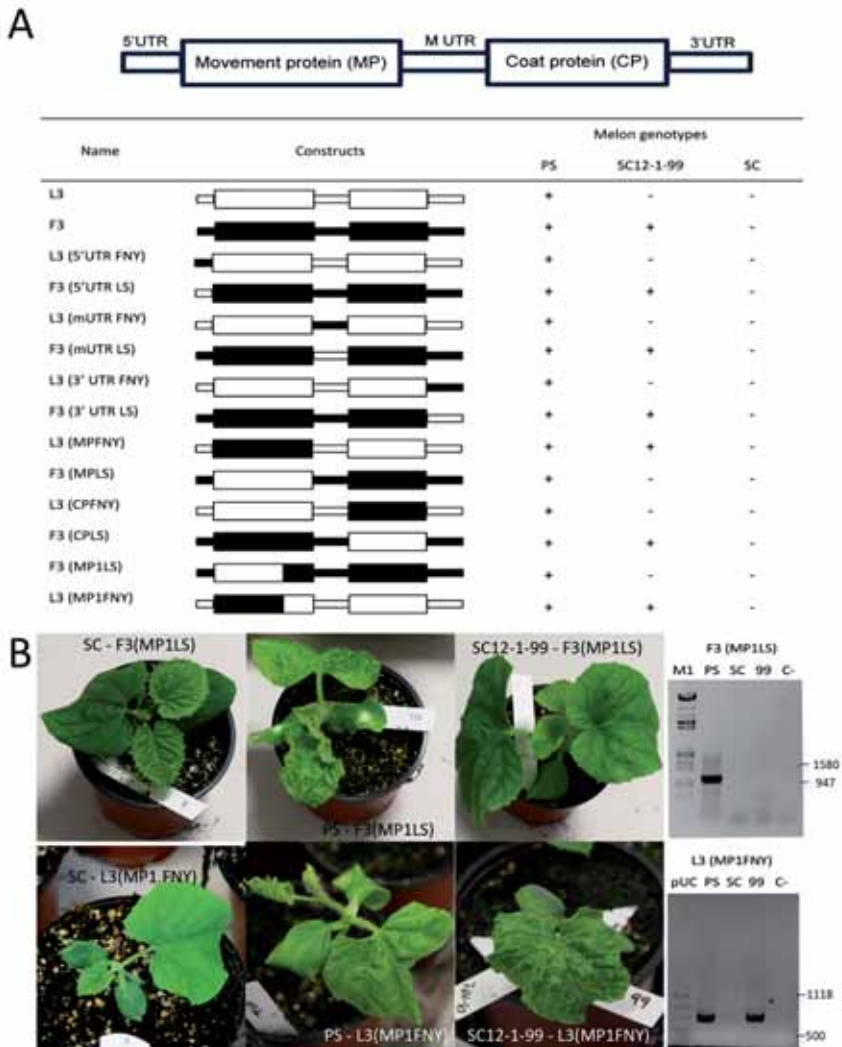 A
5'UTR
M UTR
3'UTR
Movement protein (MP)
Coat protein (CP)
Melon genotypes
Name
Constructs
PS
SC12-1-99
SC
L3
+ - -
F3
+ + -
L3 (5'UTR FNY)
+ - -
F3 (5'UTR LS)
+ + -
L3 (mUTR FNY)
+ - -
F3 (mUTR LS)
+ + -
L3 (3' UTR FNY)
+ - -
F3 (3' UTR LS)
+ + -
L3 (MPFNY)
+ + -
F3 (MPLS)
+ - -
L3 (CPFNY)
+ - -
F3 (CPLS)
+ + -
F3 (MP1LS)
+ - -
L3 (MP1FNY)
+ + -
B
SC - F3(MP1LS)
PS - F3(MP1LS)
SC12-1-99 - F3(MP1LS)
F3 (MP1LS)
M1 PS SC 99 C-
1580
947
SC - L3(MP1.FNY)
PS - L3(MP1FNY)
SC12-1-99 - L3(MP1FNY)
99
L3 (MP1FNY)
pUC PS SC 99 C-
1118
500